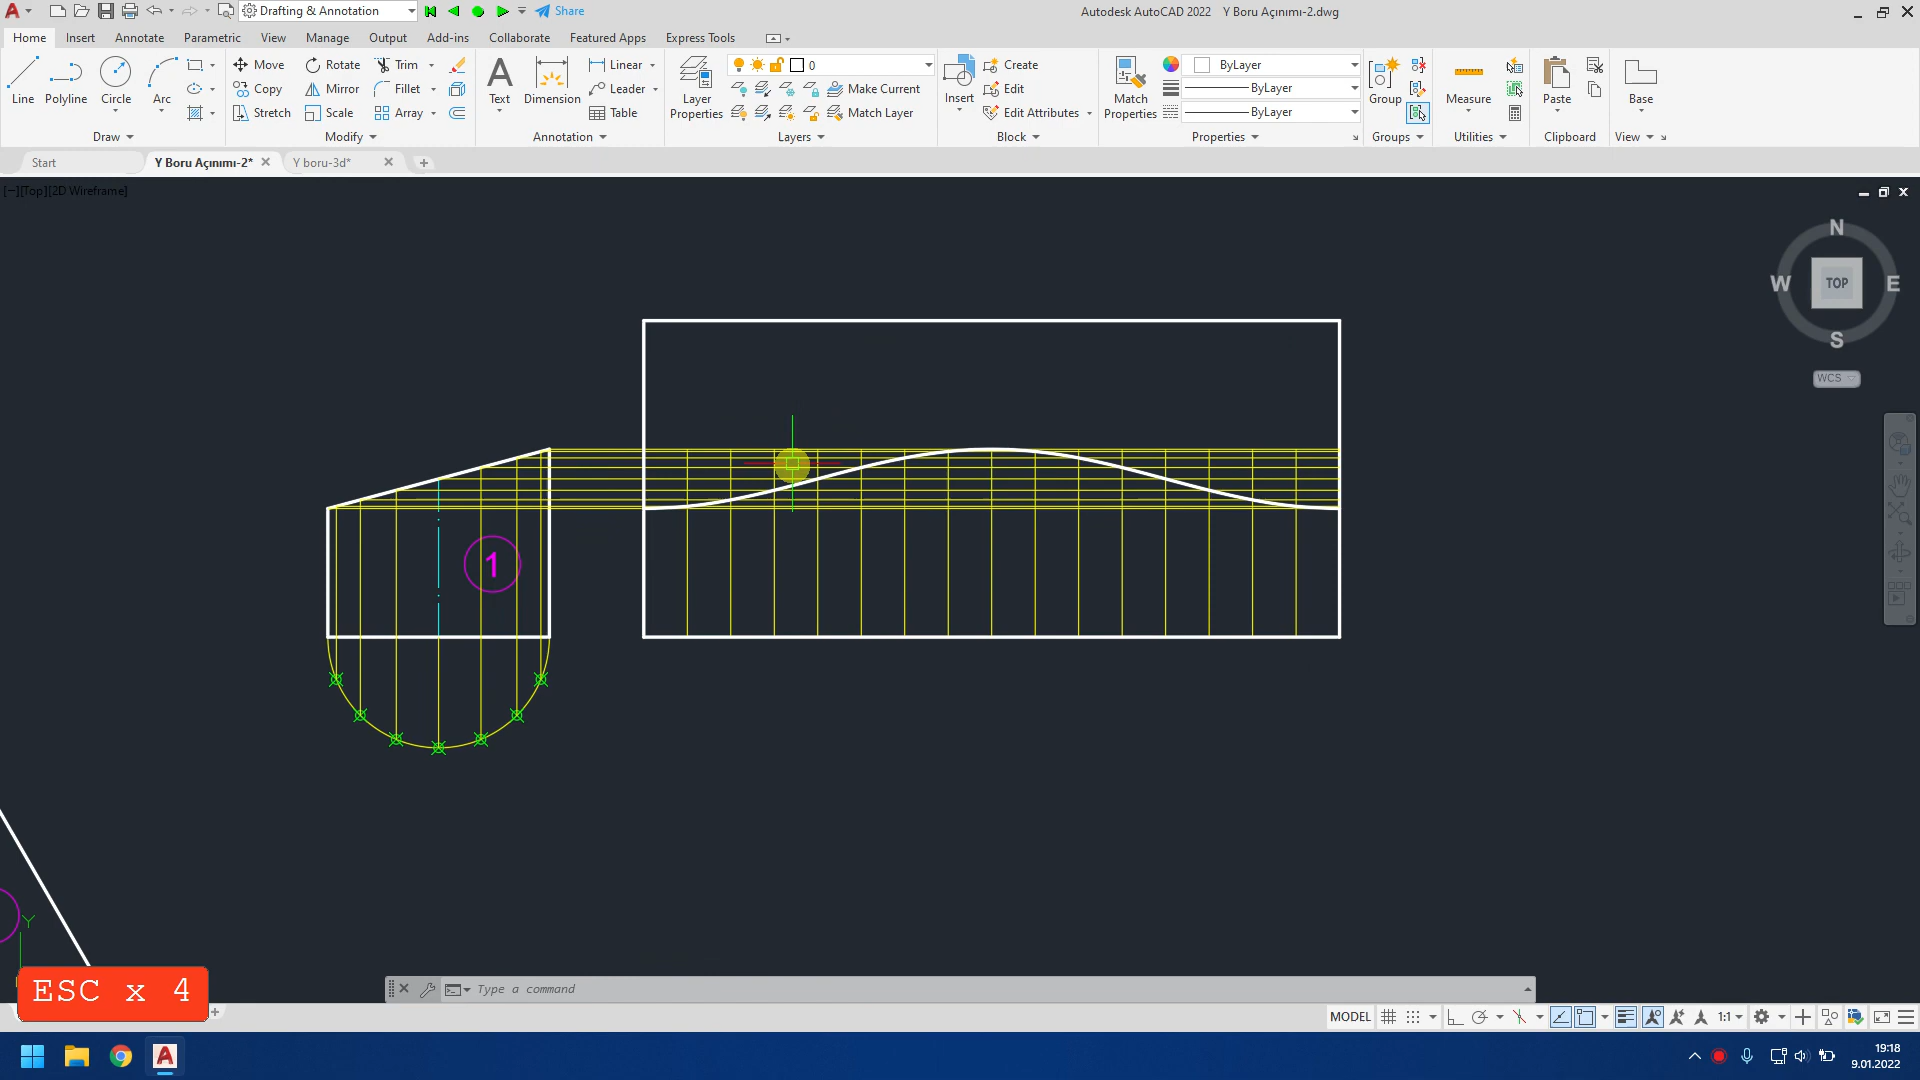 Drafting & Annotation
Share
Autodesk AutoCAD 2022 Y Boru Açınımı-2.dwg
Home Insert Annotate Parametric View Manage Output Add-ins Collaborate Featured Apps Express Tools
Move Rotate Trim
Copy Mirror Fillet
Stretch Scale Array
Line Polyline Circle Arc
Text Dimension
Linear
Leader
Table
Layer Properties
0
Make Current
Match Layer
Insert
Create
Edit
Edit Attributes
Match Properties
ByLayer
ByLayer
ByLayer
Group Measure Paste Base
Draw Modify Annotation Layers Block Properties Groups Utilities Clipboard View
Start Y Boru Açınımı-2* Y boru-3d*
[−][Top][2D Wireframe]
N
W TOP E
S
WCS
1
Y
ESC x 4
Type a command
MODEL 1:1
19:18
9.01.2022